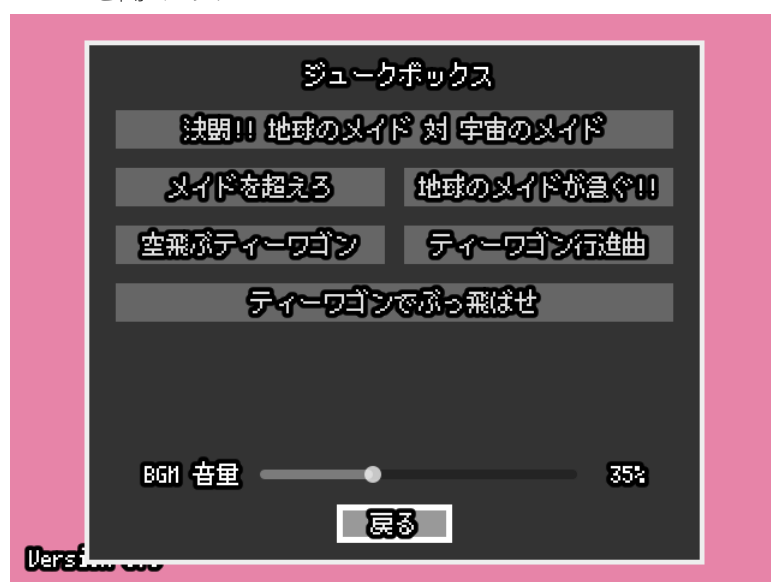 ジュークボックス
決闘!! 地球のメイド 対 宇宙のメイド
メイドを超えろ 地球のメイドが急ぐ!!
空飛ぶティーワゴン ティーワゴン行進曲
ティーワゴンでぶっ飛ばせ
BGM 音量 35%
戻る